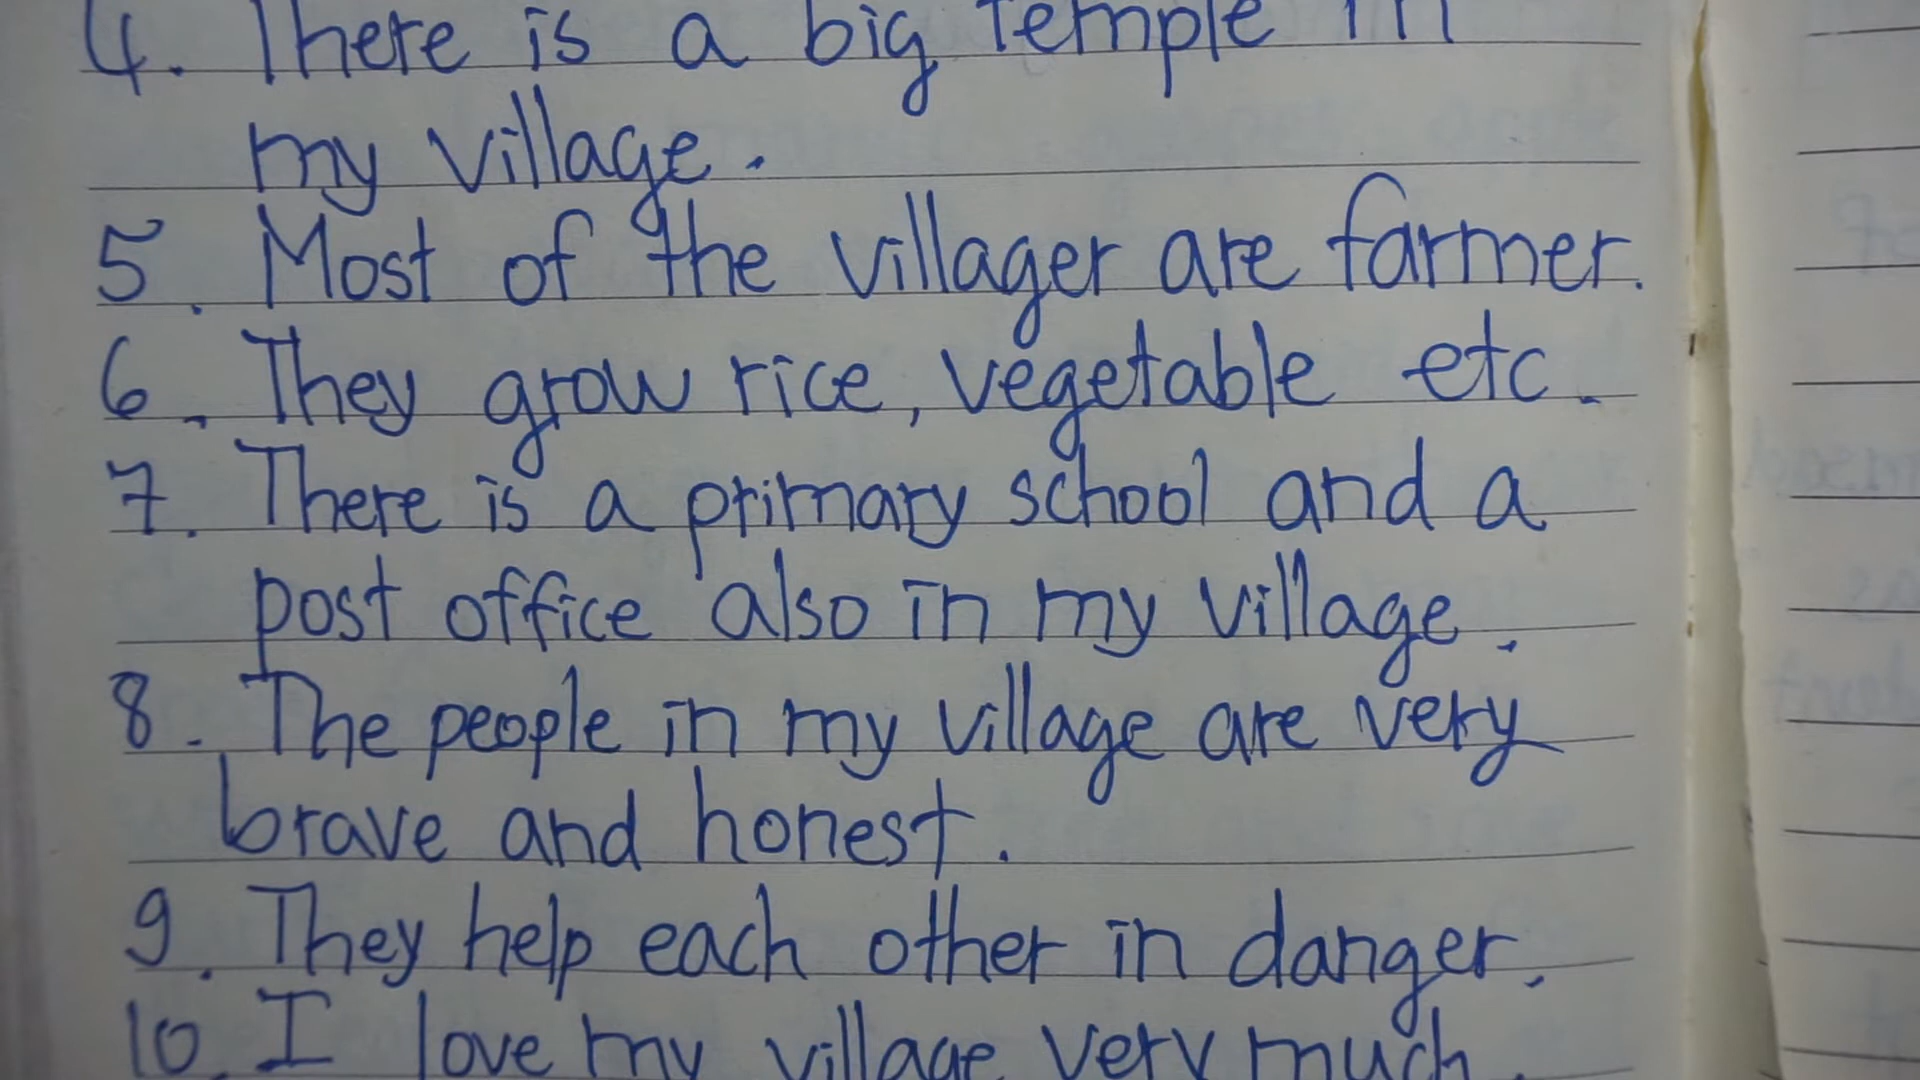 4. There is a big temple in
my village.
5. Most of the villager are farmer.
6. They grow rice, vegetable etc.
7. There is a primary school and a
post office also in my village.
8. The people in my village are very
brave and honest.
9. They help each other in danger.
10. I love my village very much.